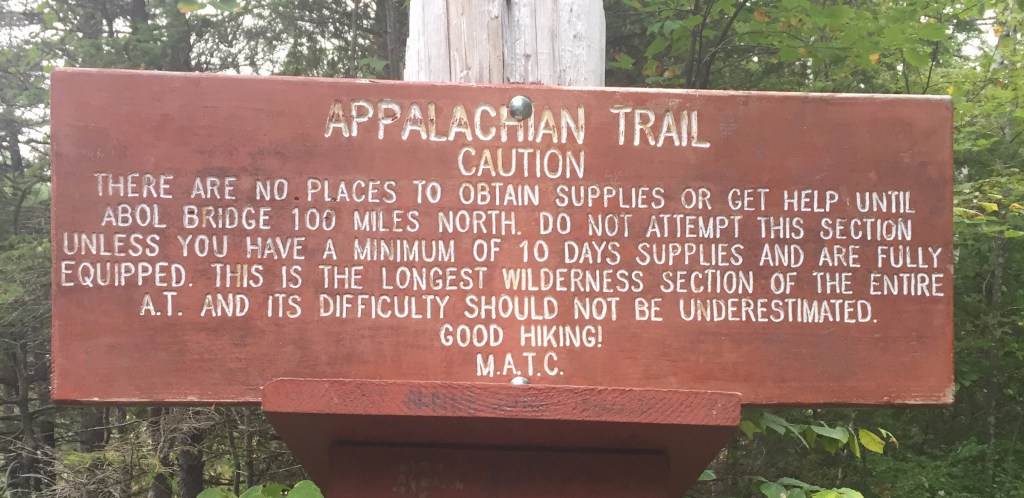 APPALACHIAN TRAIL
CAUTION
THERE ARE NO PLACES TO OBTAIN SUPPLIES OR GET HELP UNTIL
ABOL BRIDGE 100 MILES NORTH. DO NOT ATTEMPT THIS SECTION
UNLESS YOU HAVE A MINIMUM OF 10 DAYS SUPPLIES AND ARE FULLY
EQUIPPED. THIS IS THE LONGEST WILDERNESS SECTION OF THE ENTIRE
A.T. AND ITS DIFFICULTY SHOULD NOT BE UNDERESTIMATED.
GOOD HIKING!
M.A.T.C.